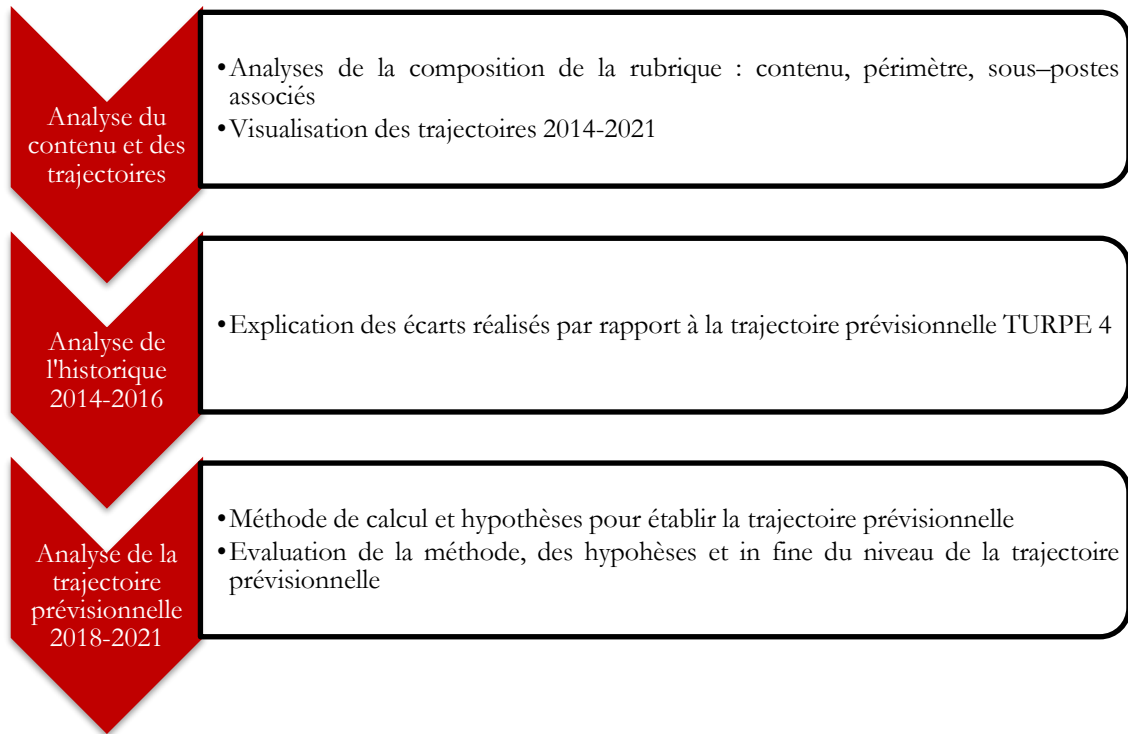 Analyse du
contenu et des
trajectoires
•Analyses de la composition de la rubrique : contenu, périmètre, sous–postes
associés
•Visualisation des trajectoires 2014-2021
Analyse de
l'historique
2014-2016
•Explication des écarts réalisés par rapport à la trajectoire prévisionnelle TURPE 4
Analyse de la
trajectoire
prévisionnelle
2018-2021
•Méthode de calcul et hypothèses pour établir la trajectoire prévisionnelle
•Evaluation de la méthode, des hypohèses et in fine du niveau de la trajectoire
prévisionnelle